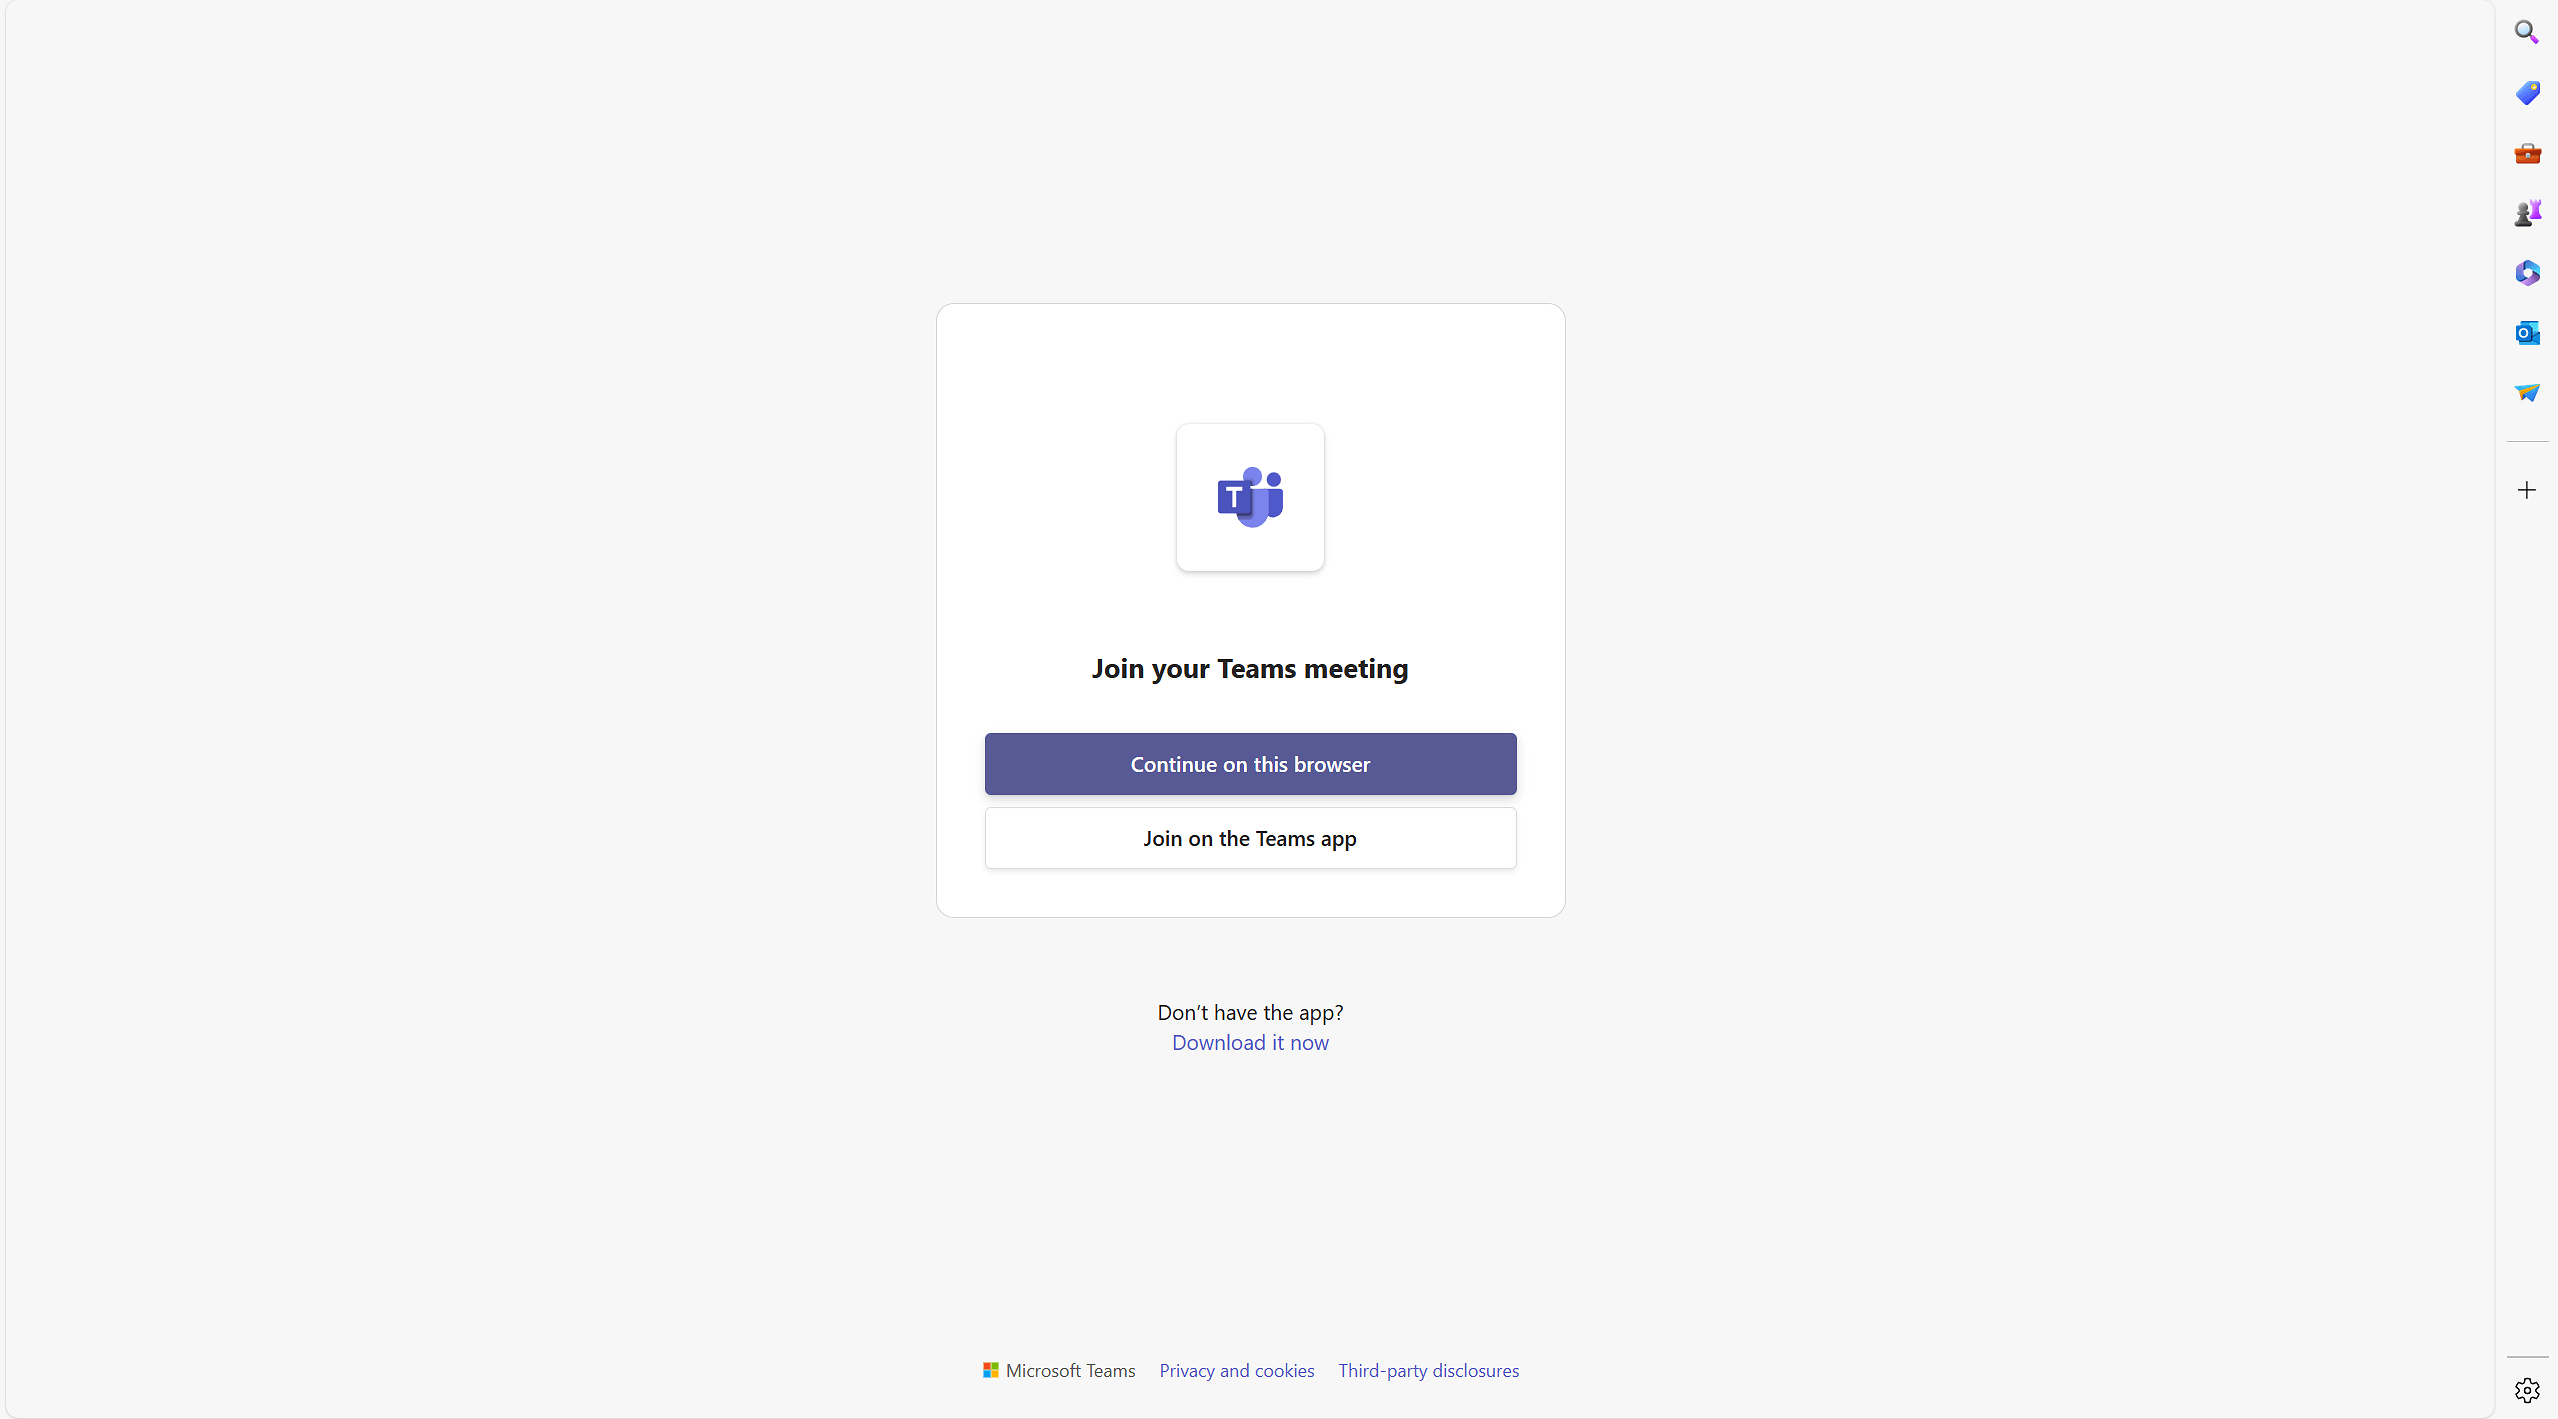 T
Join your Teams meeting
Continue on this browser
Join on the Teams app
Don't have the app?
Download it now
Microsoft Teams Privacy and cookies Third-party disclosures